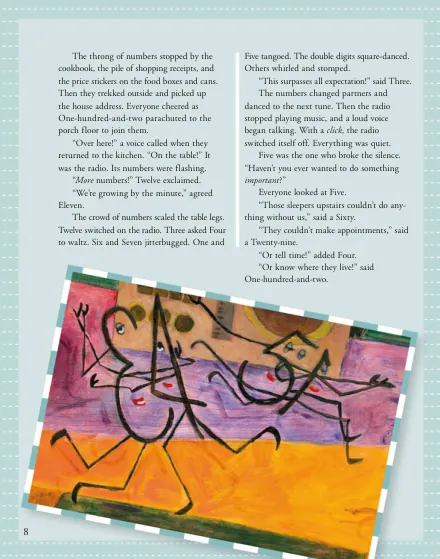 The throng of numbers stopped by the
cookbook, the pile of shopping receipts, and
the price stickers on the food boxes and cans.
Then they trekked outside and picked up
the house address. Everyone cheered as
One-hundred-and-two parachuted to the
porch floor to join them.
“Over here!” a voice called when they
returned to the kitchen. “On the table!” It
was the radio. Its numbers were flashing.
“More numbers!” Twelve exclaimed.
“We’re growing by the minute,” agreed
Eleven.
The crowd of numbers scaled the table legs.
Twelve switched on the radio. Three asked Four
to waltz. Six and Seven jitterbugged. One and
Five tangoed. The double digits square-danced.
Others whirled and stomped.
“This surpasses all expectation!” said Three.
The numbers changed partners and
danced to the next tune. Then the radio
stopped playing music, and a loud voice
began talking. With a click, the radio
switched itself off. Everything was quiet.
Five was the one who broke the silence.
“Haven’t you ever wanted to do something
important?”
Everyone looked at Five.
“Those sleepers upstairs couldn’t do any-
thing without us,” said a Sixty.
“They couldn’t make appointments,” said
a Twenty-nine.
“Or tell time!” added Four.
“Or know where they live!” said
One-hundred-and-two.
8